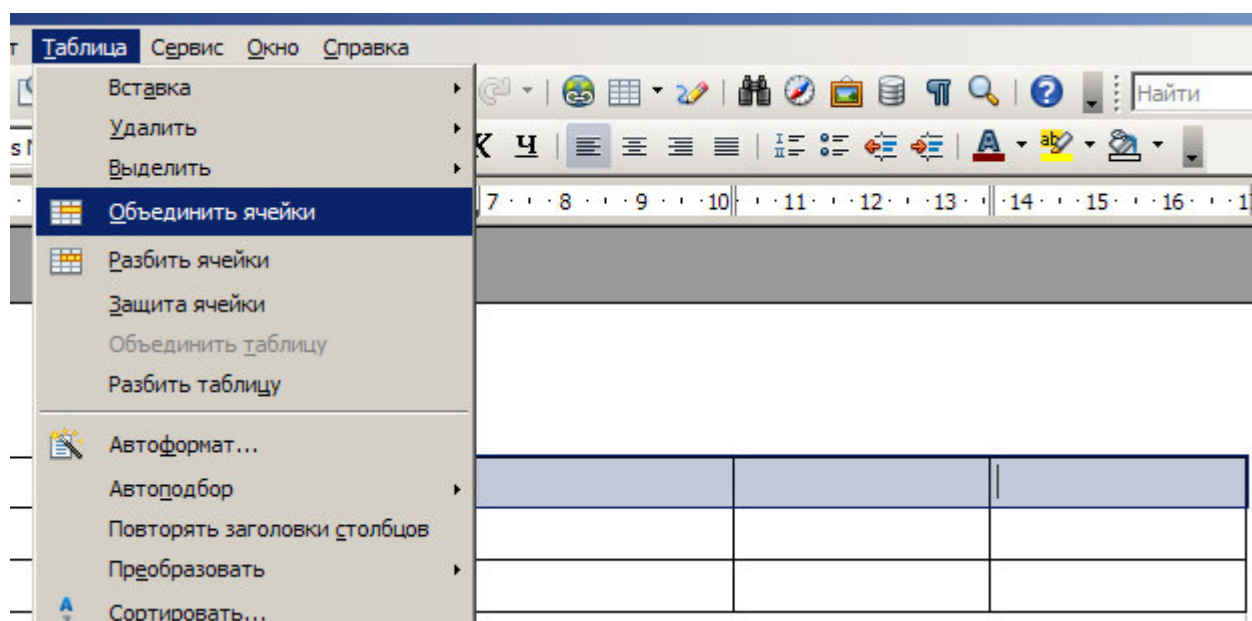 Таблица Сервис Окно Справка
Вставка
Найти
Удалить
К Ч
Выделить
7 8 9 10 11 12 13 14 15 16
Объединить ячейки
Разбить ячейки
Защита ячейки
Объединить таблицу
Разбить таблицу
Автоформат...
Автоподбор
Повторять заголовки столбцов
Преобразовать
Сортировать...